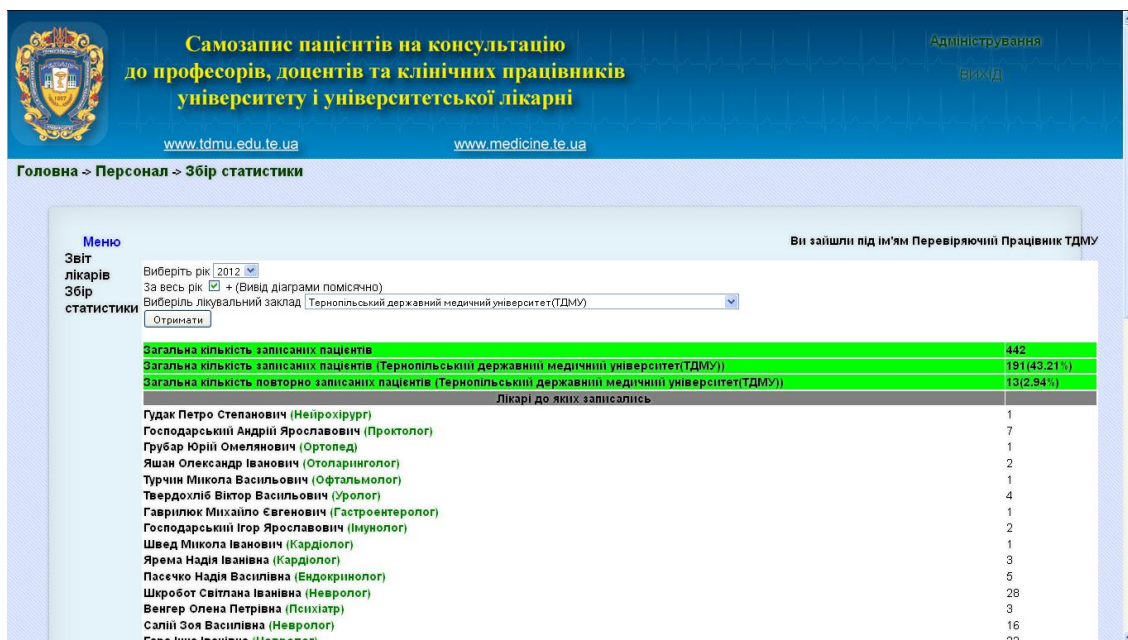 Самозапис пацієнтів на консультацію
до професорів, доцентів та клінічних працівників
університету і університетської лікарні
Адміністрування
ВИХІД
www.tdmu.edu.te.ua www.medicine.te.ua
Головна -> Персонал -> Збір статистики
Меню
Звіт
лікарів
Збір
статистики
Ви зайшли під ім'ям Перевіряючий Працівник ТДМУ
Виберіть рік 2012
За весь рік + (Вивід діаграми помісячно)
Виберіль лікувальний заклад Тернопільський державний медичний університет(ТДМУ)
Отримати
Загальна кількість записаних пацієнтів 442
Загальна кількість записаних пацієнтів (Тернопільський державний медичний університет(ТДМУ)) 191(43.21%)
Загальна кількість повторно записаних пацієнтів (Тернопільський державний медичний університет(ТДМУ)) 13(2.94%)
Лікарі до яких записались
Гудак Петро Степанович (Нейрохірург) 1
Господарський Андрій Ярославович (Проктолог) 7
Грубар Юрій Омелянович (Ортопед) 1
Яшан Олександр Іванович (Отоларинголог) 2
Турчин Микола Васильович (Офтальмолог) 1
Твердохліб Віктор Васильович (Уролог) 4
Гаврилюк Михайло Євгенович (Гастроентеролог) 1
Господарський Ігор Ярославович (Імунолог) 2
Швед Микола Іванович (Кардіолог) 1
Ярема Надія Іванівна (Кардіолог) 3
Пасєчко Надія Василівна (Ендокринолог) 5
Шкробот Світлана Іванівна (Невролог) 28
Венгер Олена Петрівна (Психіатр) 3
Салій Зоя Василівна (Невролог) 16